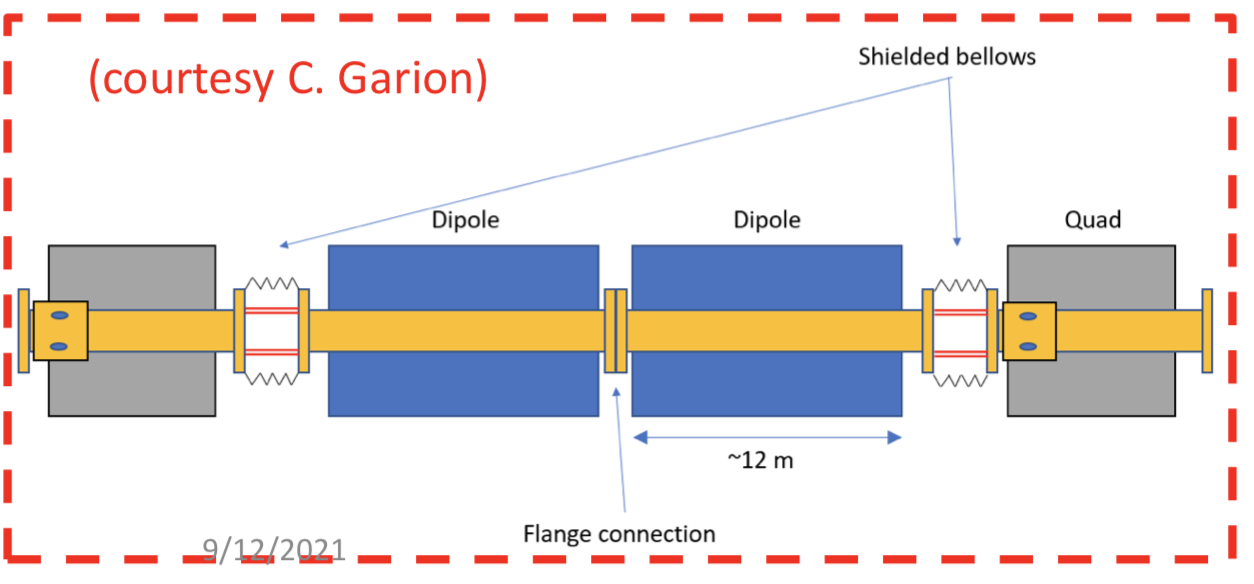 (courtesy C. Garion)
Shielded bellows
Dipole
Dipole
Quad
~12 m
Flange connection
9/12/2021